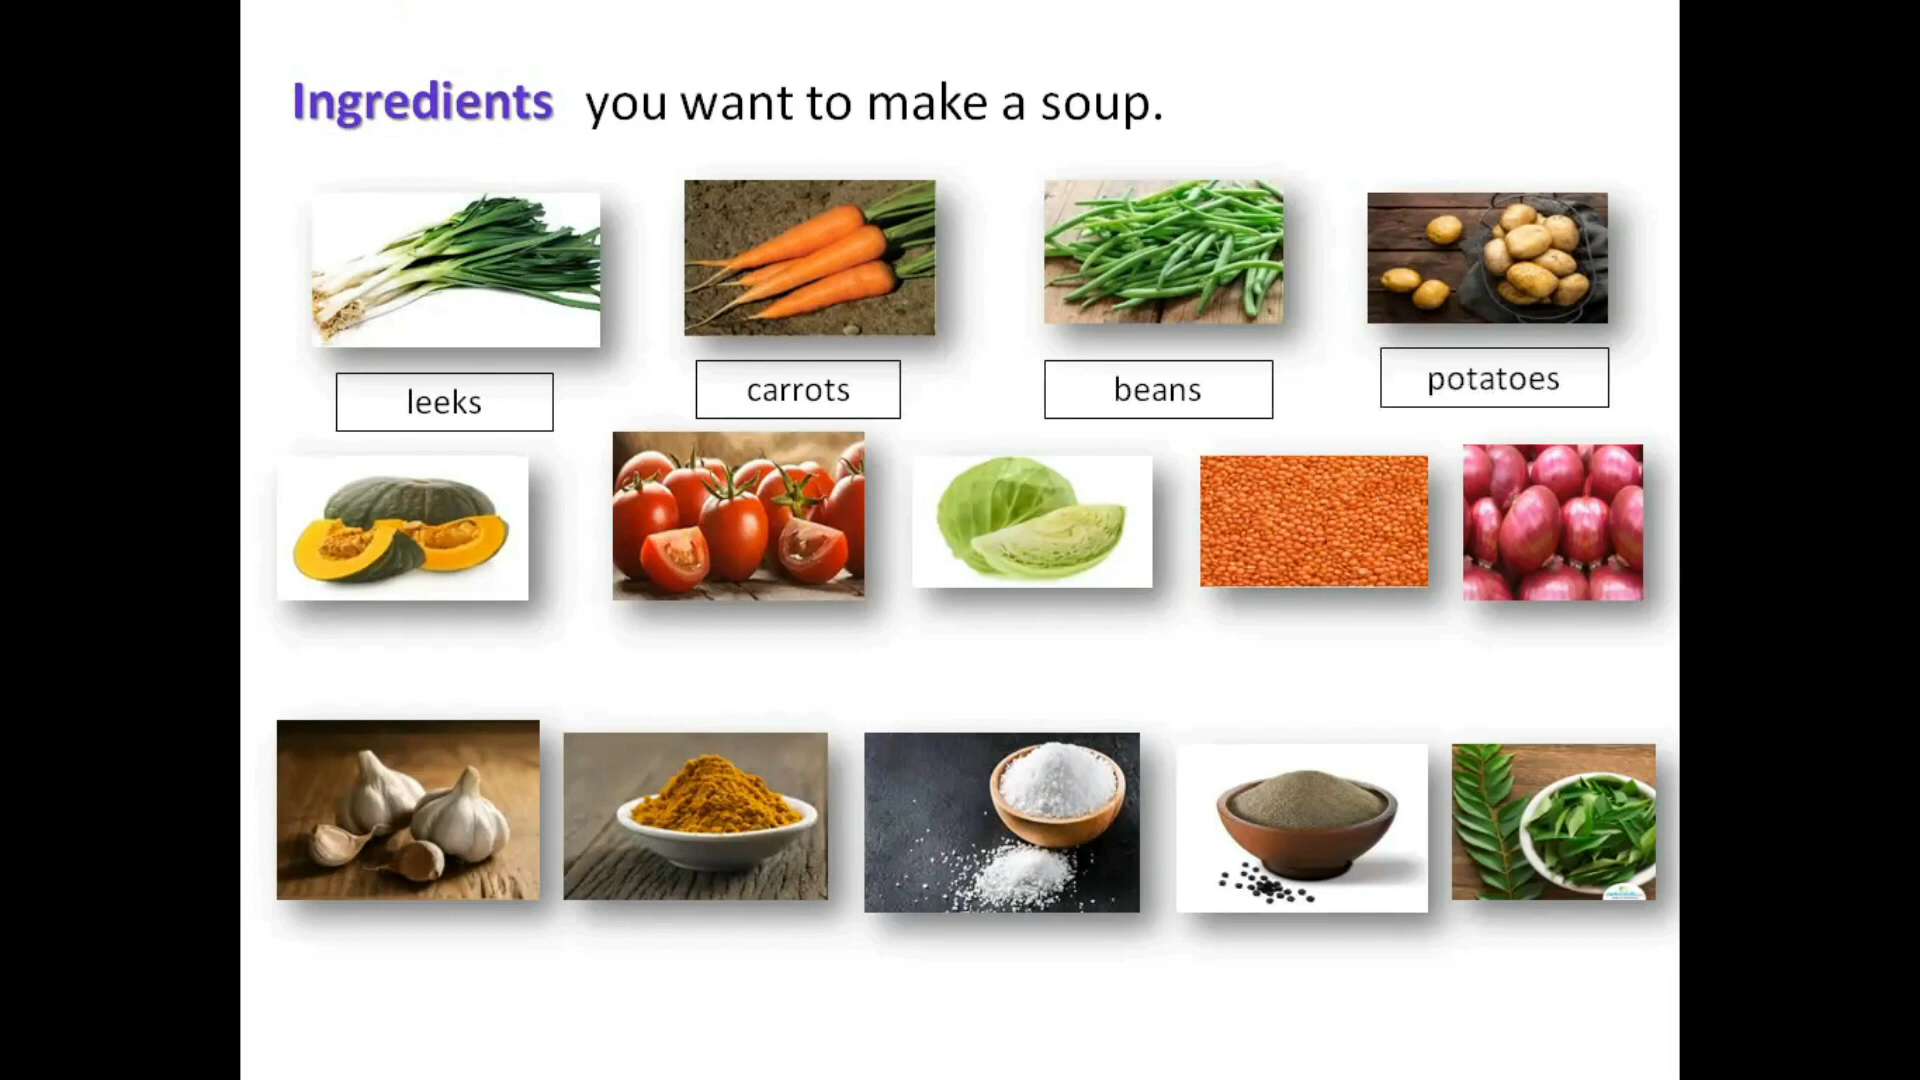 Ingredients you want to make a soup.
leeks
carrots
beans
potatoes